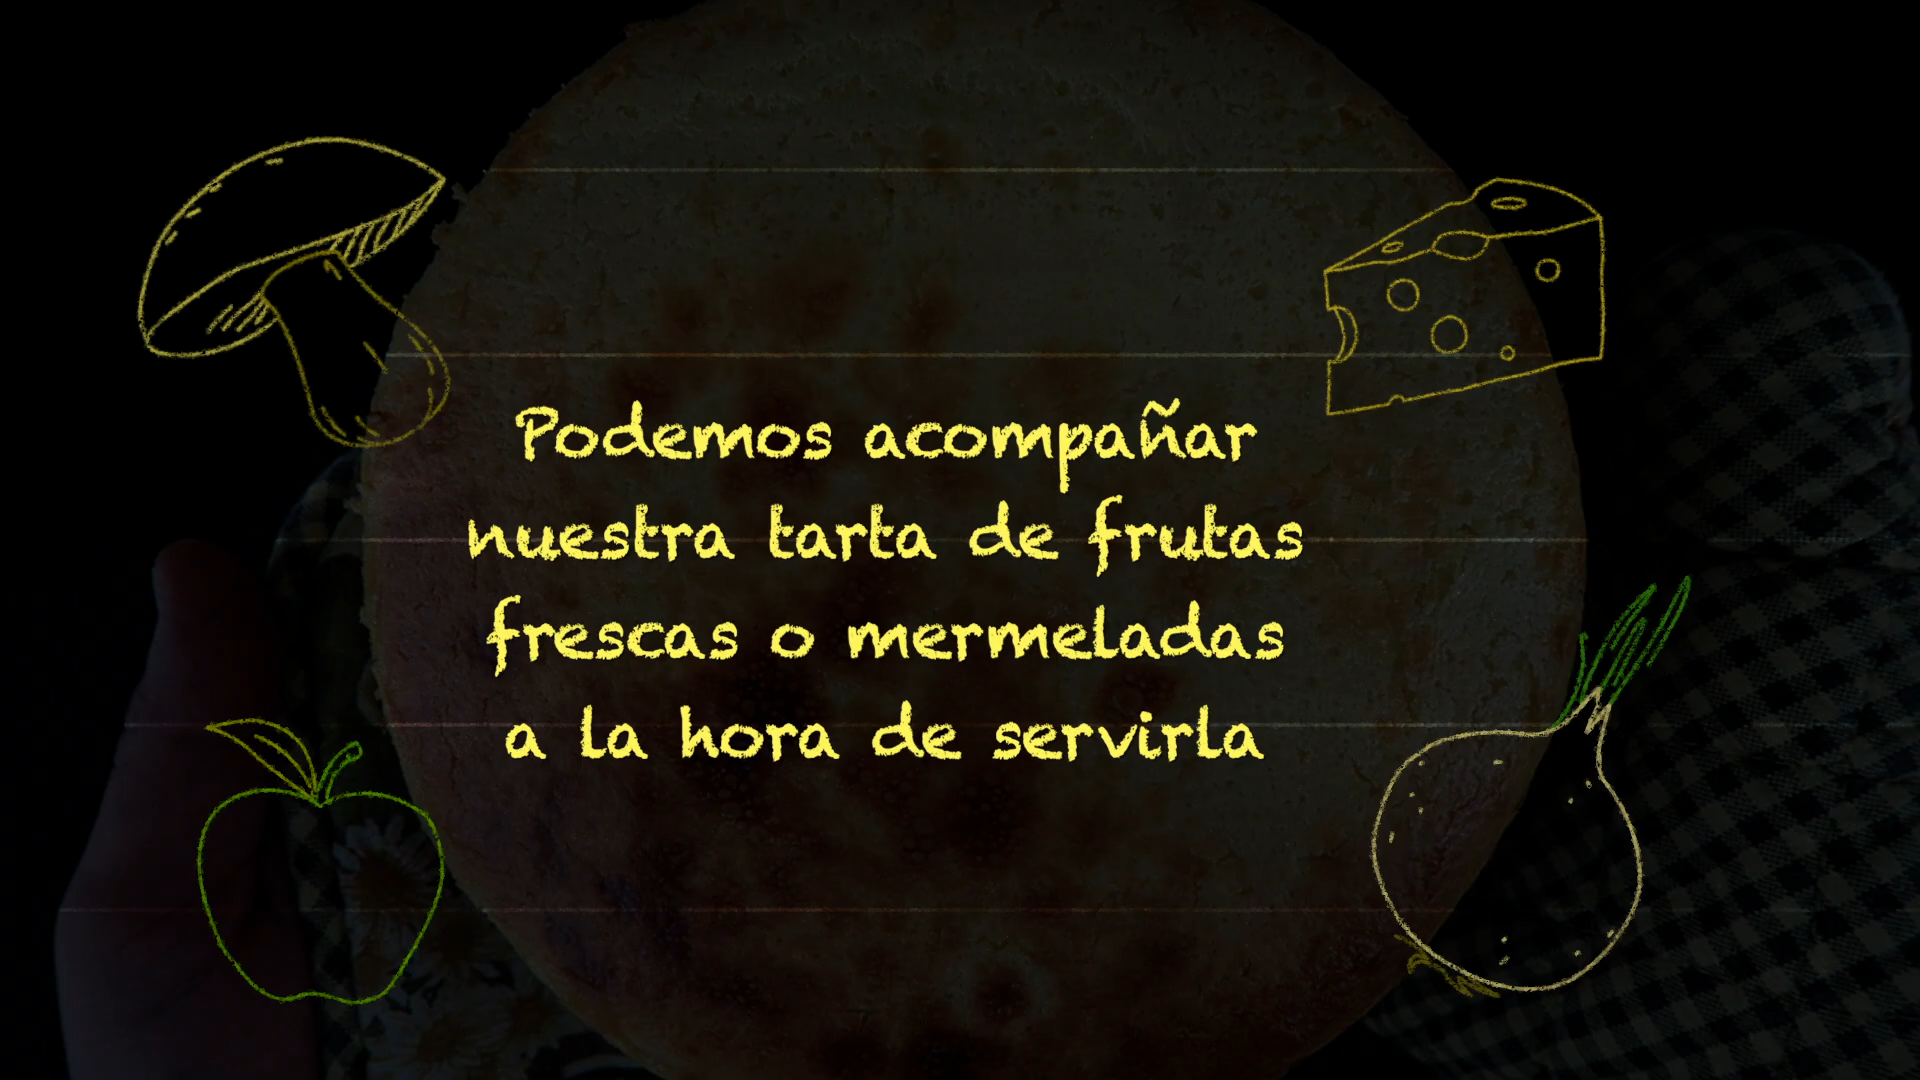 Podemos acompañar
nuestra tarta de frutas
frescas o mermeladas
a la hora de servirla